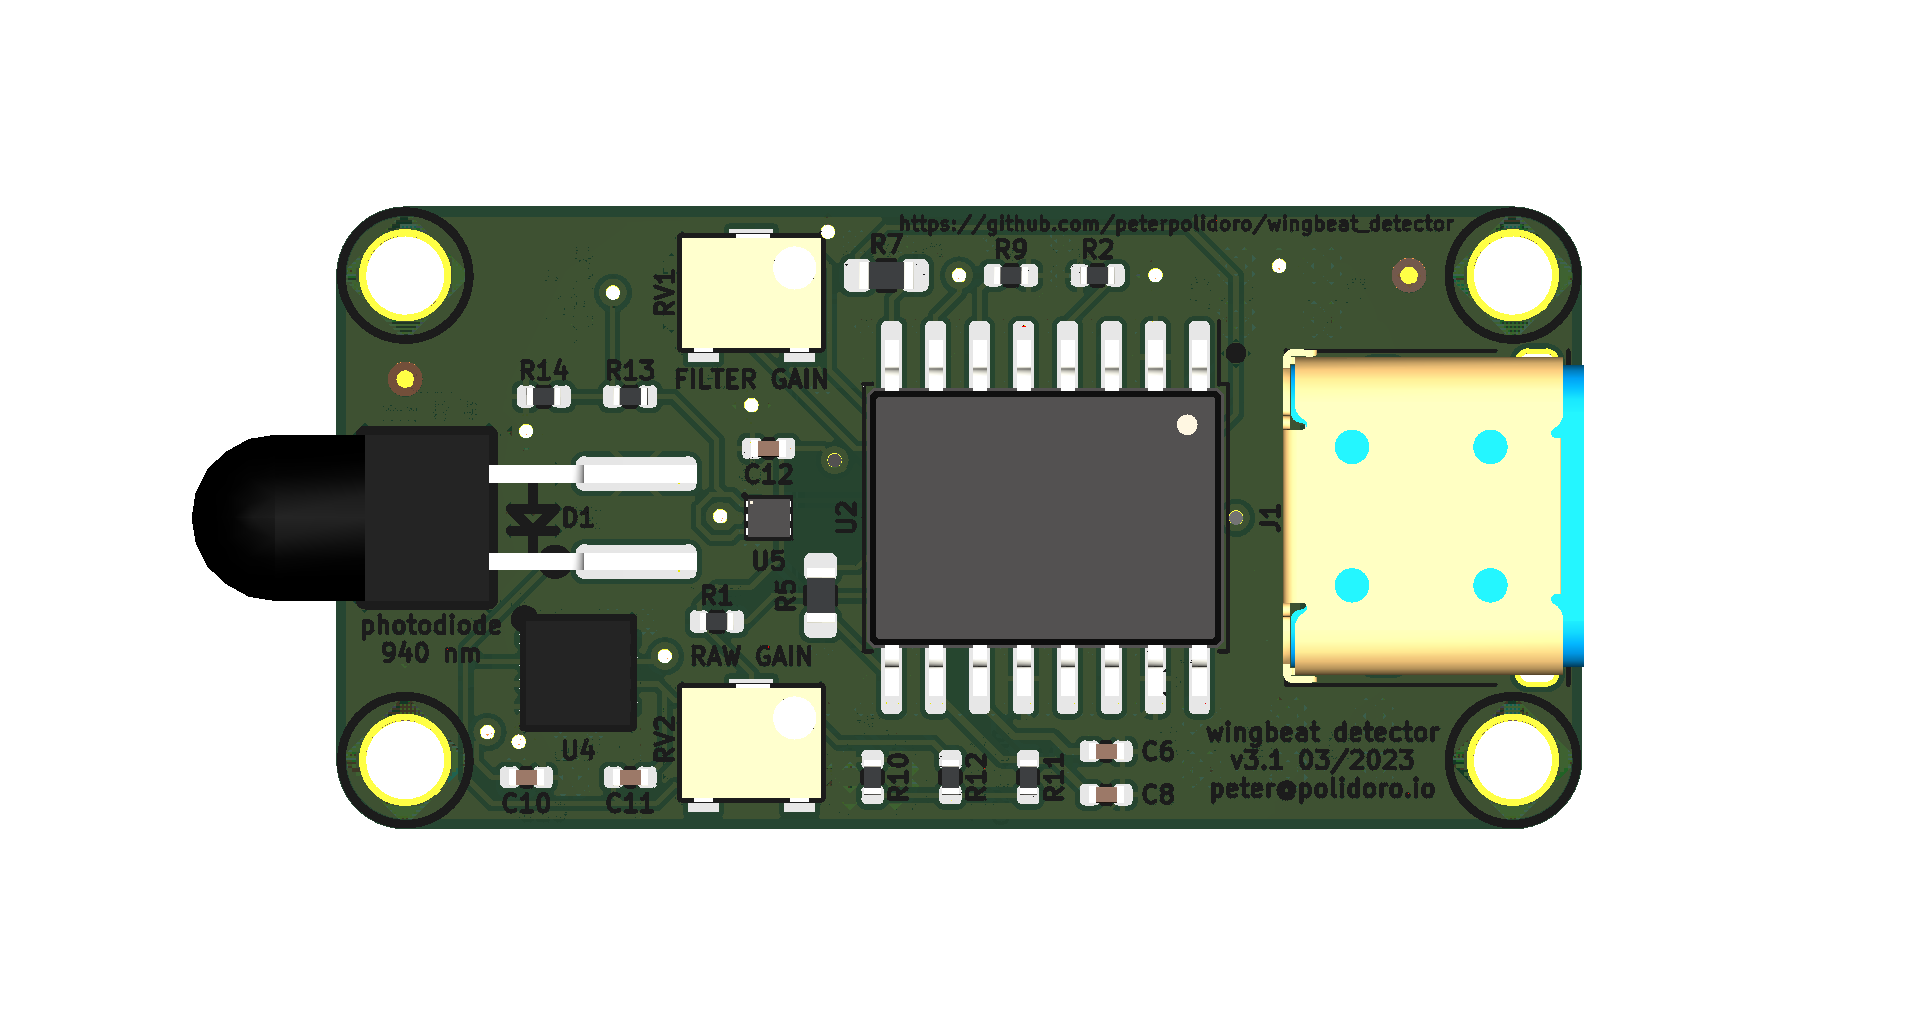 https://github.com/peterpolidoro/wingbeat_detector
R7
R9
R2
RV1
R14
R13
FILTER GAIN
C12
D1
U2
J1
U5
R5
R1
photodiode
940 nm
RAW GAIN
RV2
U4
wingbeat detector
v3.1 03/2023
peter@polidoro.io
C6
C8
R10
R12
R11
C10
C11